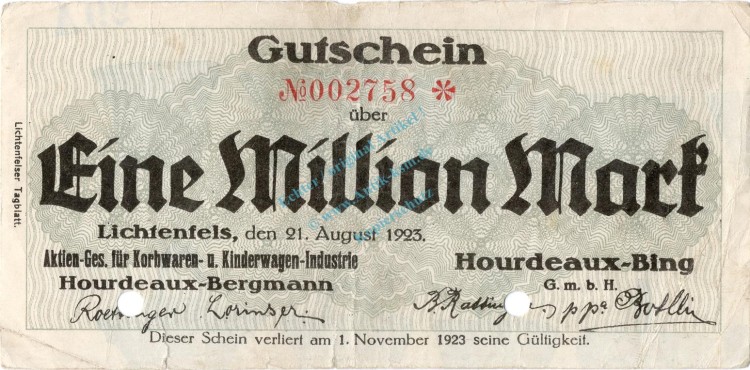 Gutschein
№002758 *
über
Eine Million Mark
Lichtenfels, den 21. August 1923.
Aktien-Ges. für Korbwaren- u. Kinderwagen-Industrie
Hourdeaux-Bergmann
Hourdeaux-Bing
G. m. b. H.
ppa
Dieser Schein verliert am 1. November 1923 seine Gültigkeit.
Lichtenfelser Tagblatt.